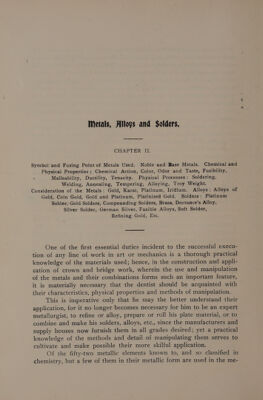 Metals, Alloys and Solders.
CHAPTER II.
Symbol and Fuzing Point of Metals Used. Noble and Base Metals. Chemical and
Physical Properties: Chemical Action, Color, Odor and Taste, Fusibility,
Malleability, Ductility, Tenacity. Physical Processes: Soldering,
Welding, Annealing, Tempering, Alloying, Troy Weight.
Consideration of the Metals: Gold, Karat; Platinum, Iridium. Alloys: Alloys of
Gold, Coin Gold, Gold and Platinum, Platinized Gold. Solders: Platinum
Solder, Gold Solders, Compounding Solders, Brass, Dorrance's Alloy,
Silver Solder, German Silver, Fusible Alloys, Soft Solder,
Refining Gold, Etc.
One of the first essential duties incident to the successful execu-
tion of any line of work in art or mechanics is a thorough practical
knowledge of the materials used; hence, in the construction and appli-
cation of crown and bridge work, wherein the use and manipulation
of the metals and their combinations forms such an important feature,
it is materially necessary that the dentist should be acquainted with
their characteristics, physical properties and methods of manipulation.
This is imperative only that he may the better understand their
application, for it no longer becomes necessary for him to be an expert
metallurgist, to refine or alloy, prepare or roll his plate material, or to
combine and make his solders, alloys, etc., since the manufacturers and
supply houses now furnish them in all grades desired; yet a practical
knowledge of the methods and detail of manipulating them serves to
cultivate and make possible their more skilful application.
Of the fifty-two metallic elements known to, and so classified in
chemistry, but a few of them in their metallic form are used in the me-